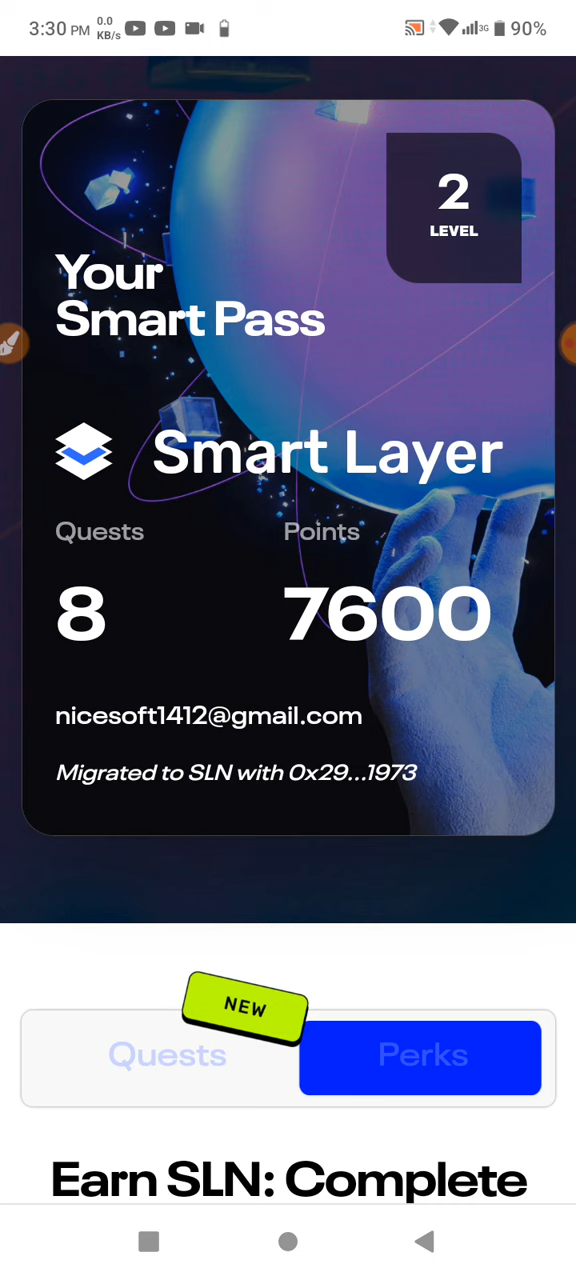 3:30 PM
0.0
KB/s
3G
90%
2
LEVEL
Your
Smart Pass
Smart Layer
Quests Points
8 7600
nicesoft1412@gmail.com
Migrated to SLN with 0x29...1973
NEW
Quests Perks
Earn SLN: Complete